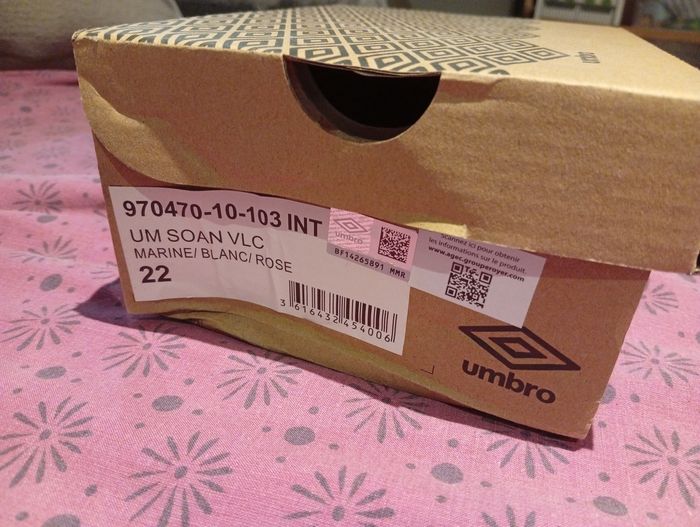 umbro
970470-10-103 INT
UM SOAN VLC
MARINE/ BLANC/ ROSE
22
3 616432 454006
umbro
BF14265891 MMR
Scannez ici pour obtenir
les informations sur le produit.
www.agec-grouperoyer.com
umbro